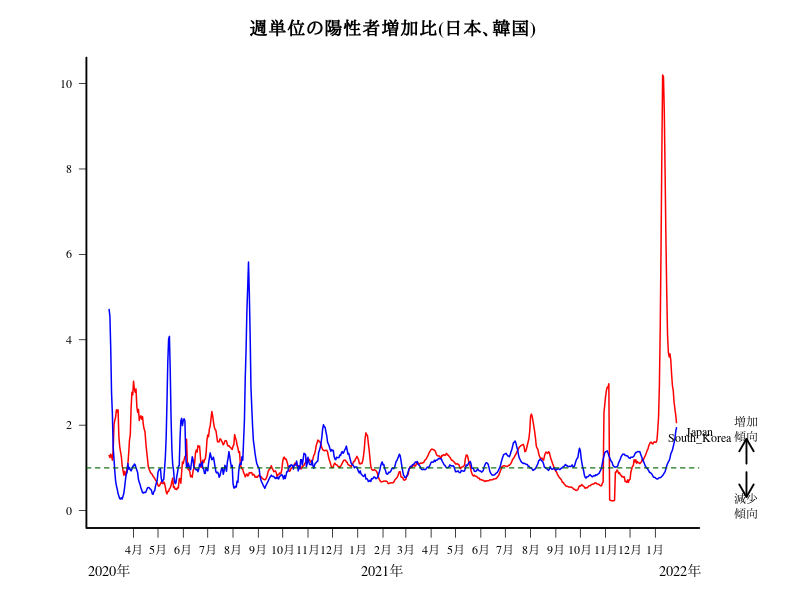 週単位の陽性者増加比(日本、韓国)
10
8
6
4
2
0
増加
傾向
Japan
South_Korea
減少
傾向
4月 5月 6月 7月 8月 9月 10月 11月 12月 1月 2月 3月 4月 5月 6月 7月 8月 9月 10月 11月 12月 1月
2020年 2021年 2022年